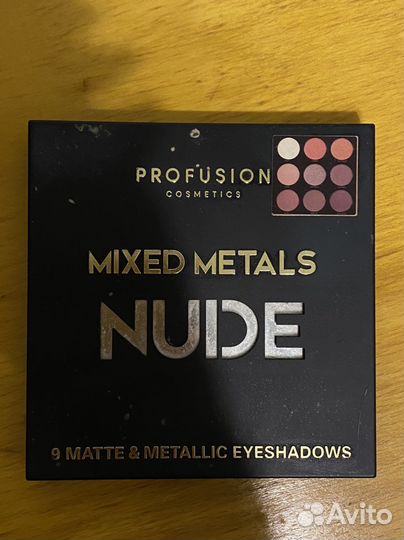 PROFUSION
COSMETICS
MIXED METALS
NUDE
9 MATTE & METALLIC EYESHADOWS
Avito